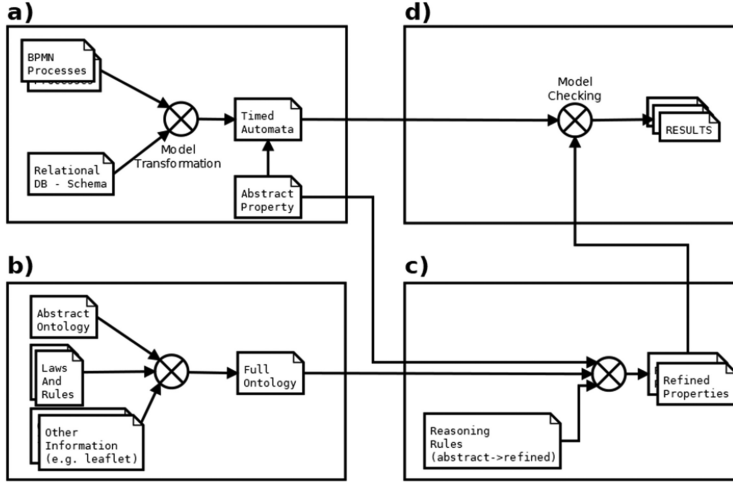 a)
BPMN
Processes
Processes
Relational
DB - Schema
Model
Transformation
Timed
Automata
Abstract
Property
d)
Model
Checking
RESULTS
b)
Abstract
Ontology
Laws
And
Rules
Other
Information
(e.g. leaflet)
Full
Ontology
c)
Reasoning
Rules
(abstract->refined)
Refined
Properties